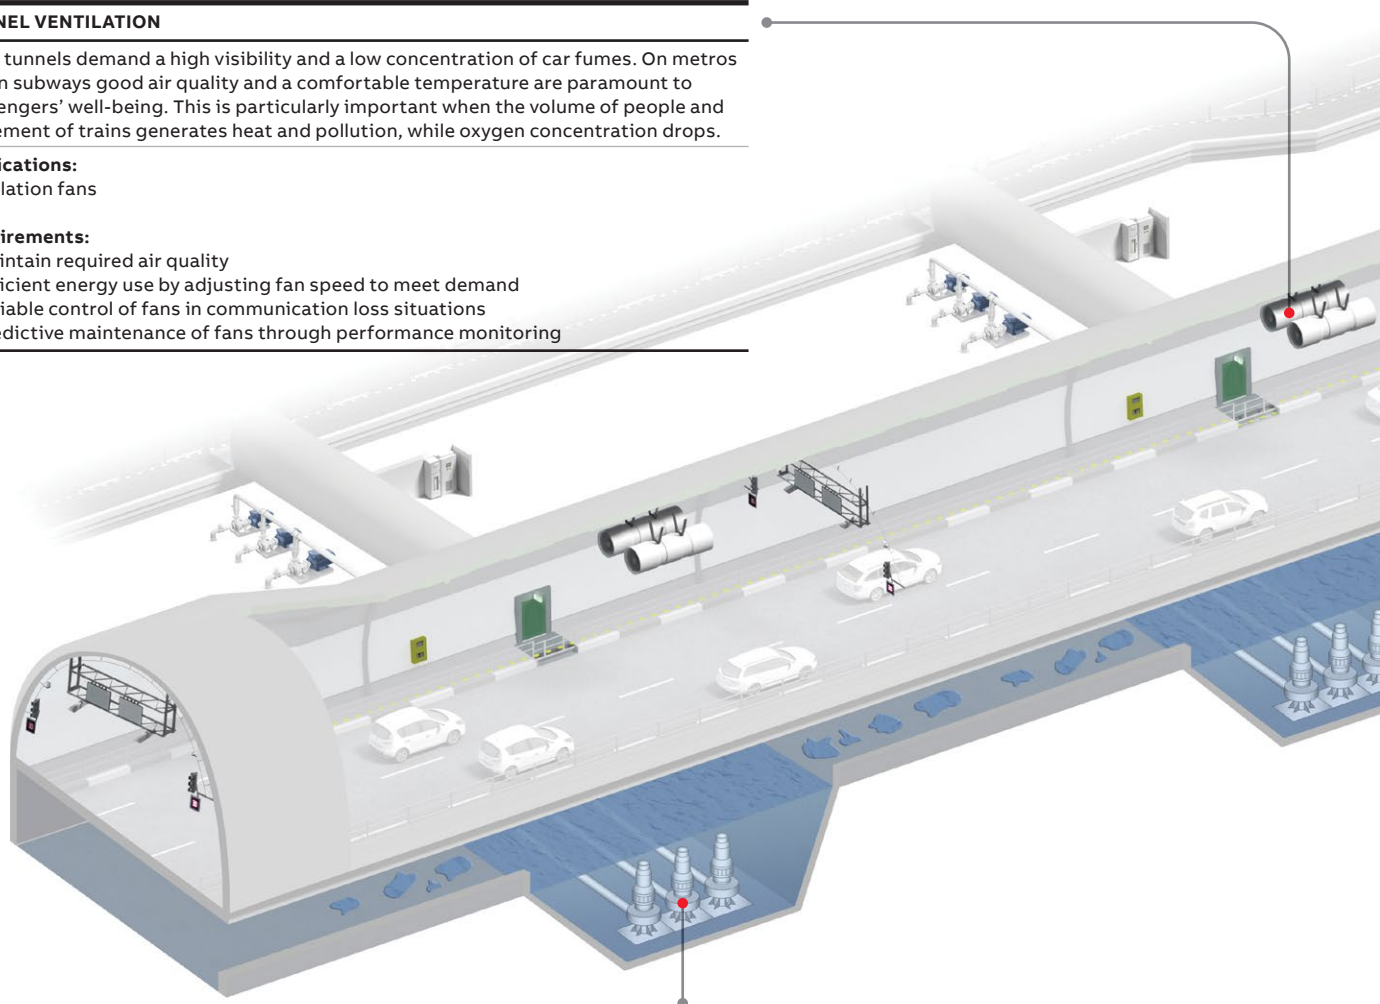 NEL VENTILATION
tunnels demand a high visibility and a low concentration of car fumes. On metros
n subways good air quality and a comfortable temperature are paramount to
engers’ well-being. This is particularly important when the volume of people and
ement of trains generates heat and pollution, while oxygen concentration drops.
ications:
lation fans
irements:
intain required air quality
icient energy use by adjusting fan speed to meet demand
iable control of fans in communication loss situations
edictive maintenance of fans through performance monitoring